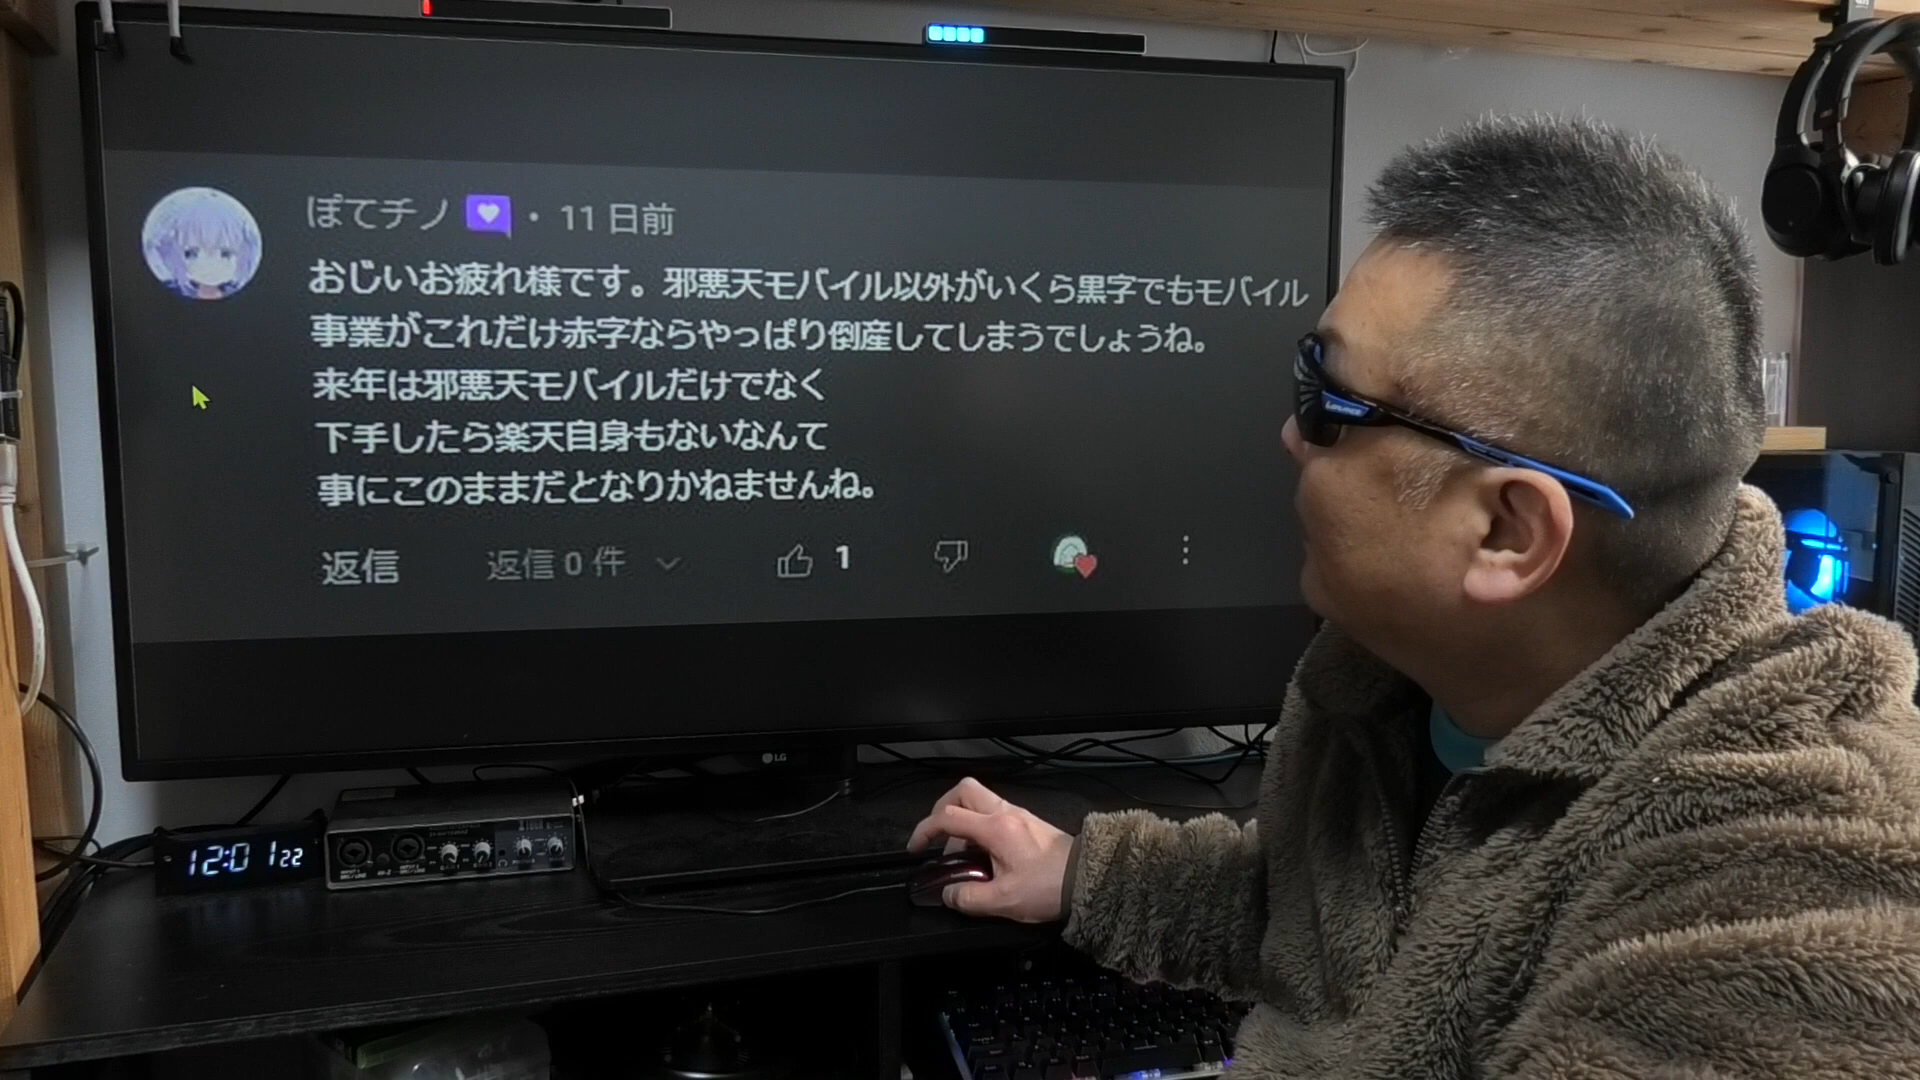 ぽてチノ ・ 11 日前
おじいお疲れ様です。邪悪天モバイル以外がいくら黒字でもモバイル
事業がこれだけ赤字ならやっぱり倒産してしまうでしょうね。
来年は邪悪天モバイルだけでなく
下手したら楽天自身もないなんて
事にこのままだとなりかねませんね。
返信 返信 0 件 1
LG
12:01 22